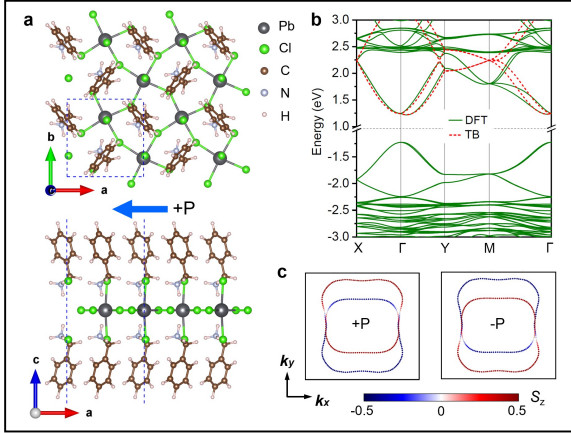 a
Pb
Cl
C
N
H
b
a
+P
c
a
b
Energy (eV)
3.0
2.5
2.0
1.5
1.0
-1.5
-2.0
-2.5
-3.0
DFT
TB
X Γ Y M Γ
c
+P
-P
ky
kx
-0.5 0 0.5
Sz